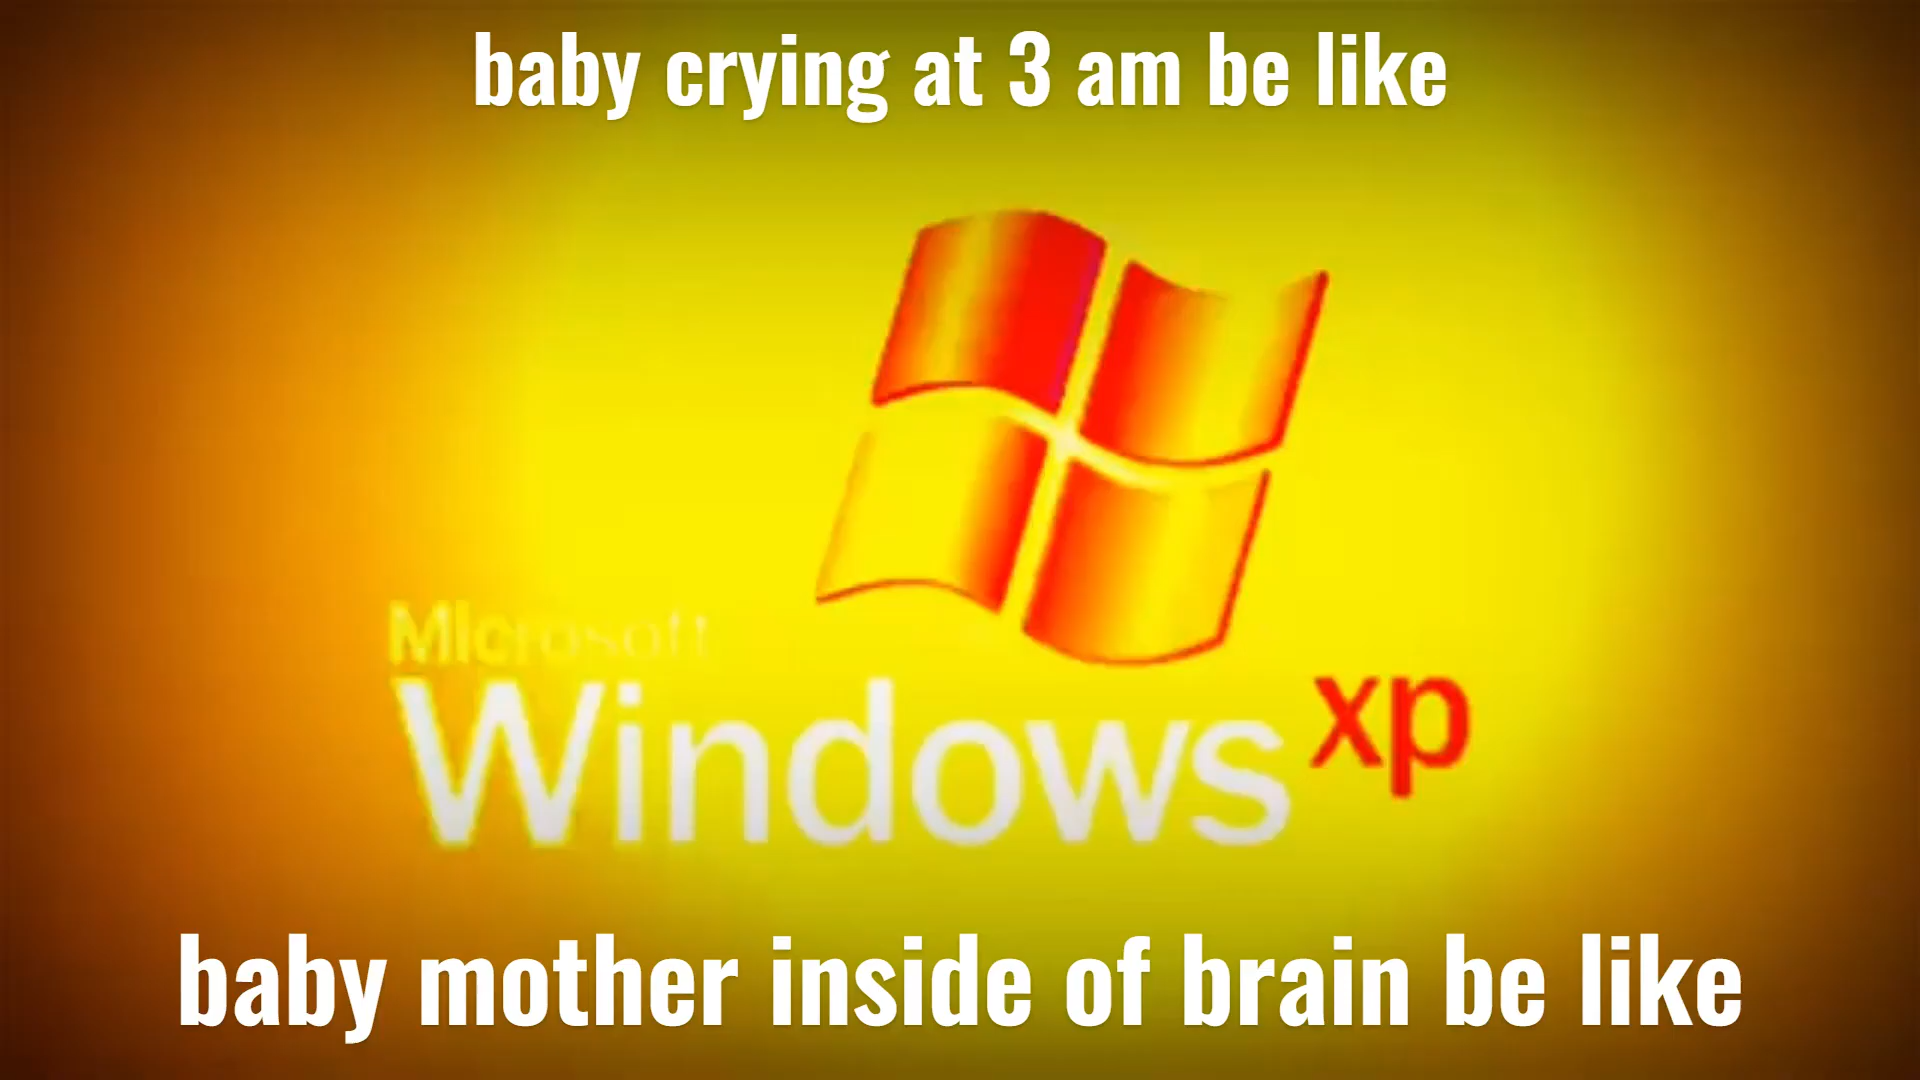 baby crying at 3 am be like
Microsoft
Windows xp
baby mother inside of brain be like